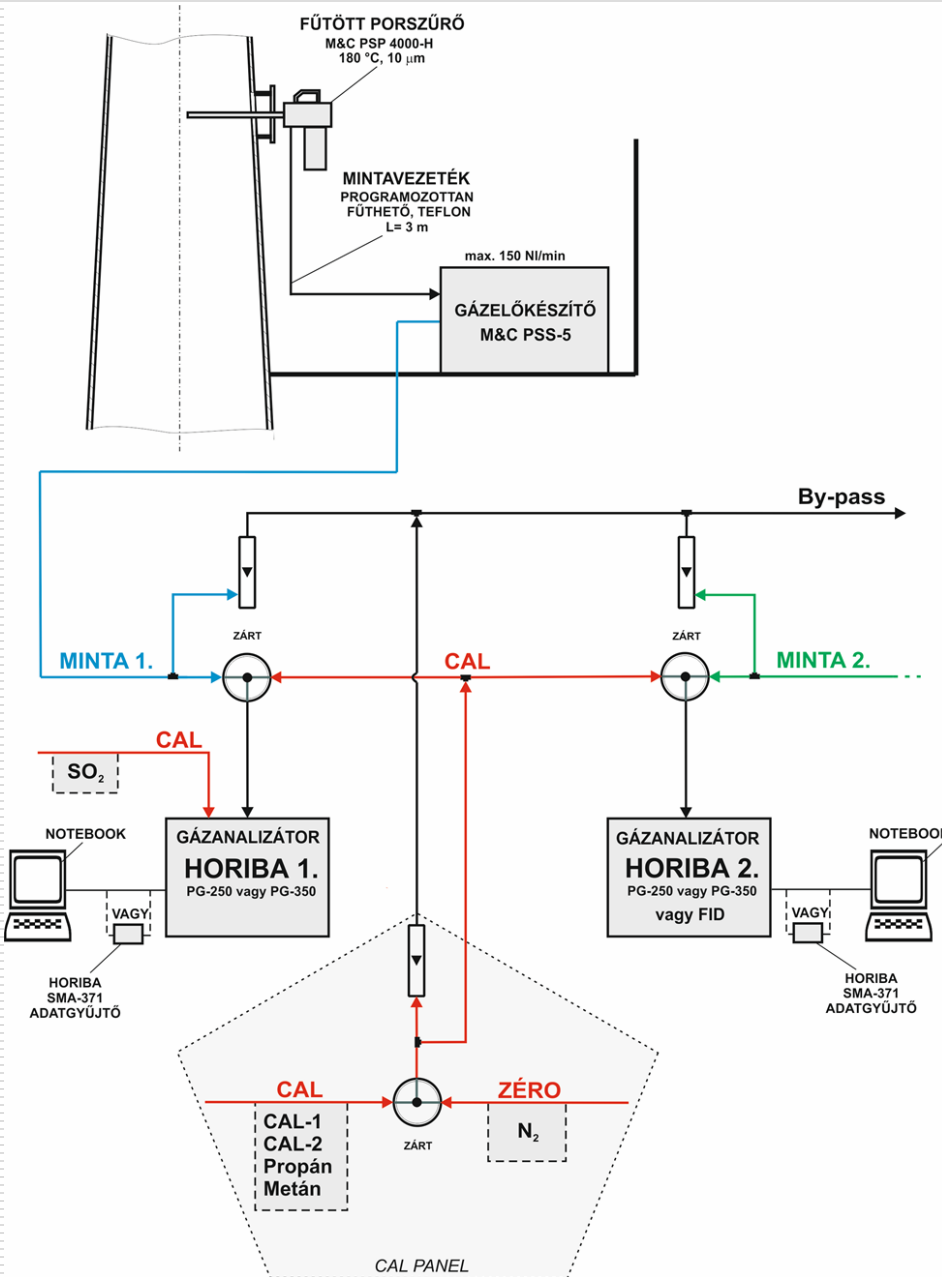 FŰTÖTT PORSZŰRŐ
M&C PSP 4000-H
180 °C, 10 μm
MINTAVEZETÉK
PROGRAMOZOTTAN
FŰTHETŐ, TEFLON
L= 3 m
max. 150 Nl/min
GÁZELŐKÉSZÍTŐ
M&C PSS-5
By-pass
ZÁRT
ZÁRT
MINTA 1.
CAL
MINTA 2.
CAL
SO₂
NOTEBOOK
GÁZANALIZÁTOR
HORIBA 1.
PG-250 vagy PG-350
VAGY
HORIBA
SMA-371
ADATGYŰJTŐ
GÁZANALIZÁTOR
HORIBA 2.
PG-250 vagy PG-350
vagy FID
NOTEBOOK
VAGY
HORIBA
SMA-371
ADATGYŰJTŐ
CAL
ZÉRO
CAL-1
CAL-2
Propán
Metán
ZÁRT
N₂
CAL PANEL